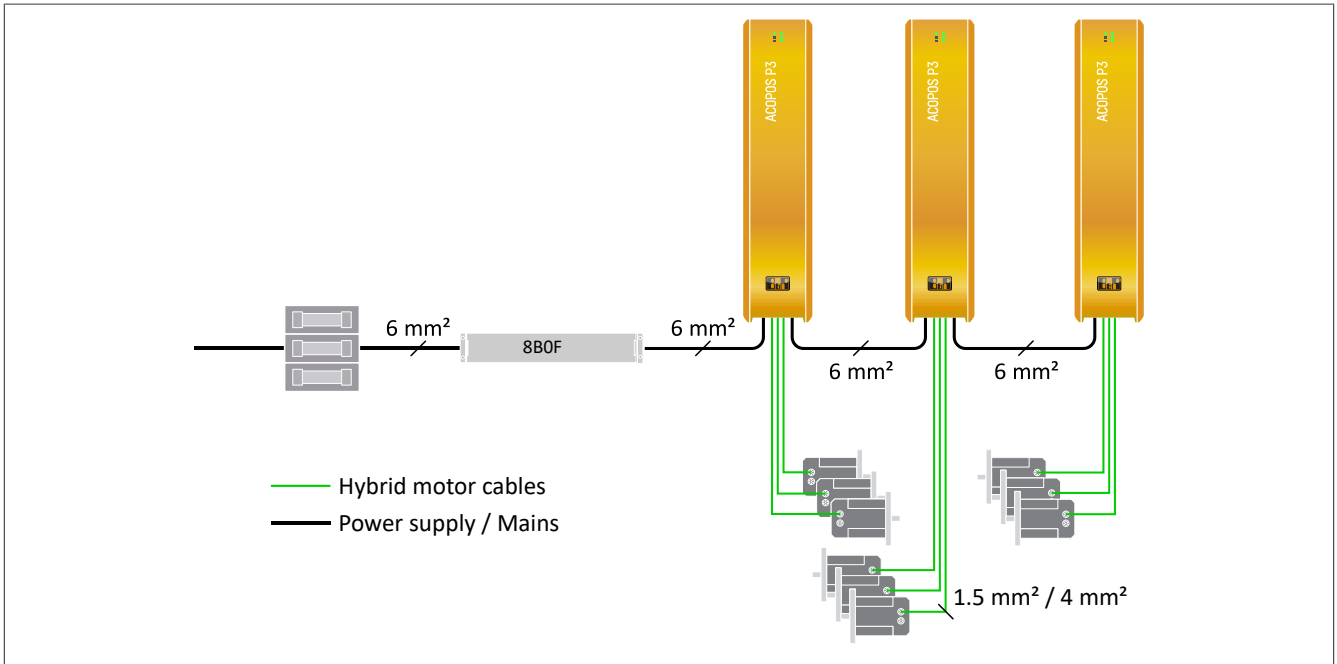 ACOPOS P3
ACOPOS P3
ACOPOS P3
6 mm²
8B0F
6 mm²
6 mm²
6 mm²
Hybrid motor cables
Power supply / Mains
1.5 mm² / 4 mm²